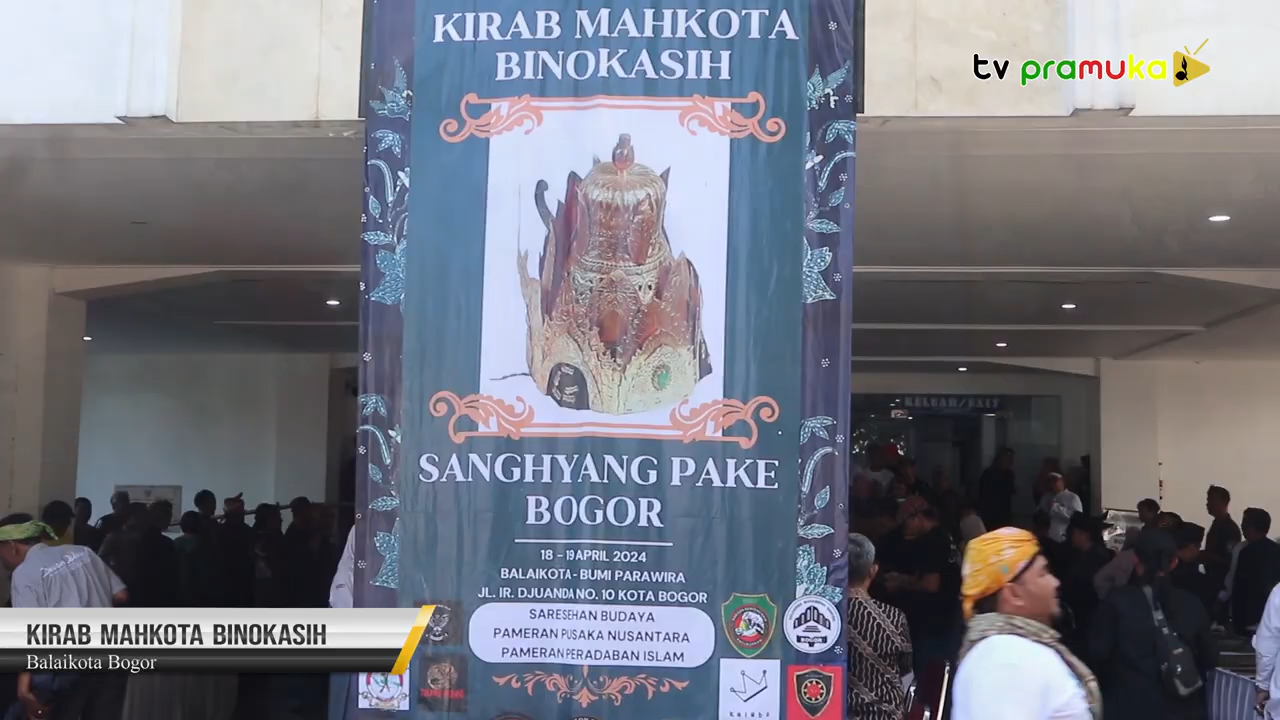 KIRAB MAHKOTA
BINOKASIH
tv pramuka
KELUAR/EXIT
SANGHYANG PAKE
BOGOR
18 - 19 APRIL 2024
BALAIKOTA - BUMI PARAWIRA
JL. IR. DJUANDA NO. 10 KOTA BOGOR
SARESEHAN BUDAYA
PAMERAN PUSAKA NUSANTARA
PAMERAN PERADABAN ISLAM
BOGOR
KIRAB MAHKOTA BINOKASIH
Balaikota Bogor